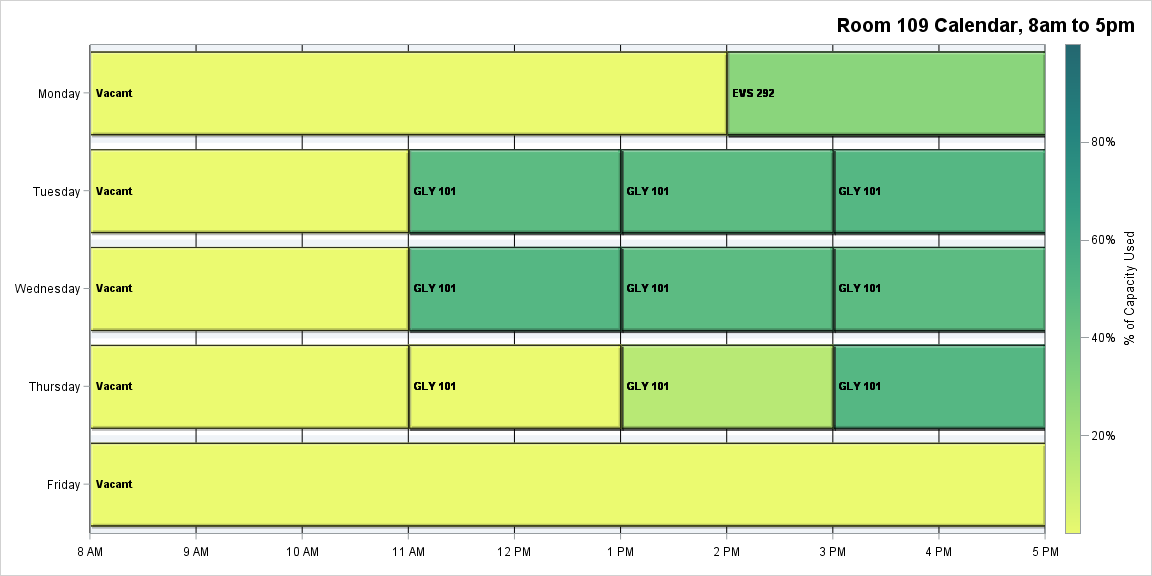 Room 109 Calendar, 8am to 5pm
Monday
Vacant
EVS 292
Tuesday
Vacant
GLY 101
GLY 101
GLY 101
Wednesday
Vacant
GLY 101
GLY 101
GLY 101
Thursday
Vacant
GLY 101
GLY 101
GLY 101
Friday
Vacant
8 AM
9 AM
10 AM
11 AM
12 PM
1 PM
2 PM
3 PM
4 PM
5 PM
80%
60%
40%
20%
% of Capacity Used